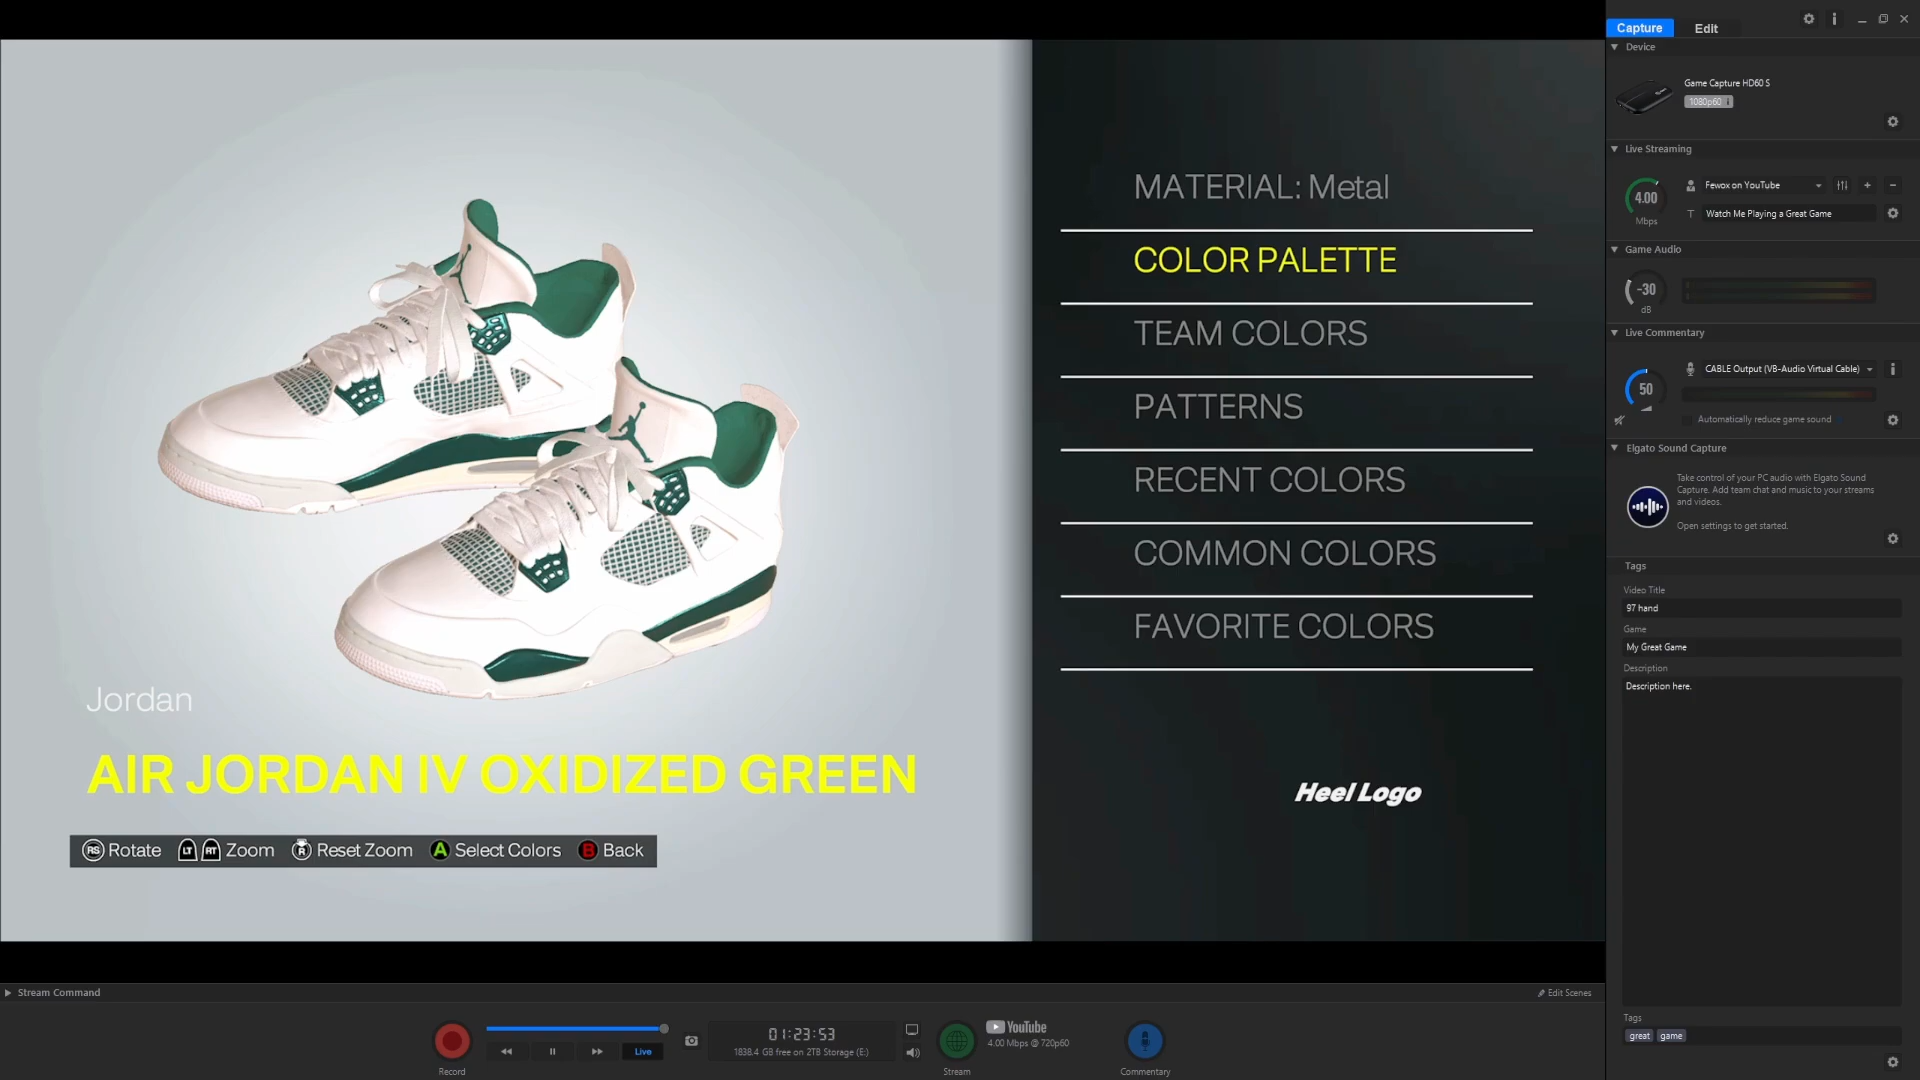 Capture
Edit
Device
Game Capture HD60 S
1080p60
Live Streaming
4.00
Mbps
Fewox on YouTube
Watch Me Playing a Great Game
Game Audio
-30
dB
Live Commentary
50
CABLE Output (VB-Audio Virtual Cable)
Automatically reduce game sound
Elgato Sound Capture
Take control of your PC audio with Elgato Sound
Capture. Add team chat and music to your streams
and videos.
Open settings to get started.
Tags
Video Title
97 hand
Game
My Great Game
Description
Description here.
Tags
great game
MATERIAL: Metal
COLOR PALETTE
TEAM COLORS
PATTERNS
RECENT COLORS
COMMON COLORS
FAVORITE COLORS
Heel Logo
Jordan
AIR JORDAN IV OXIDIZED GREEN
RS Rotate LT RT Zoom R Reset Zoom A Select Colors B Back
Stream Command
Edit Scenes
Record
Live
01:23:53
1838.4 GB free on 2TB Storage (E:)
Stream
YouTube
4.00 Mbps @ 720p60
Commentary